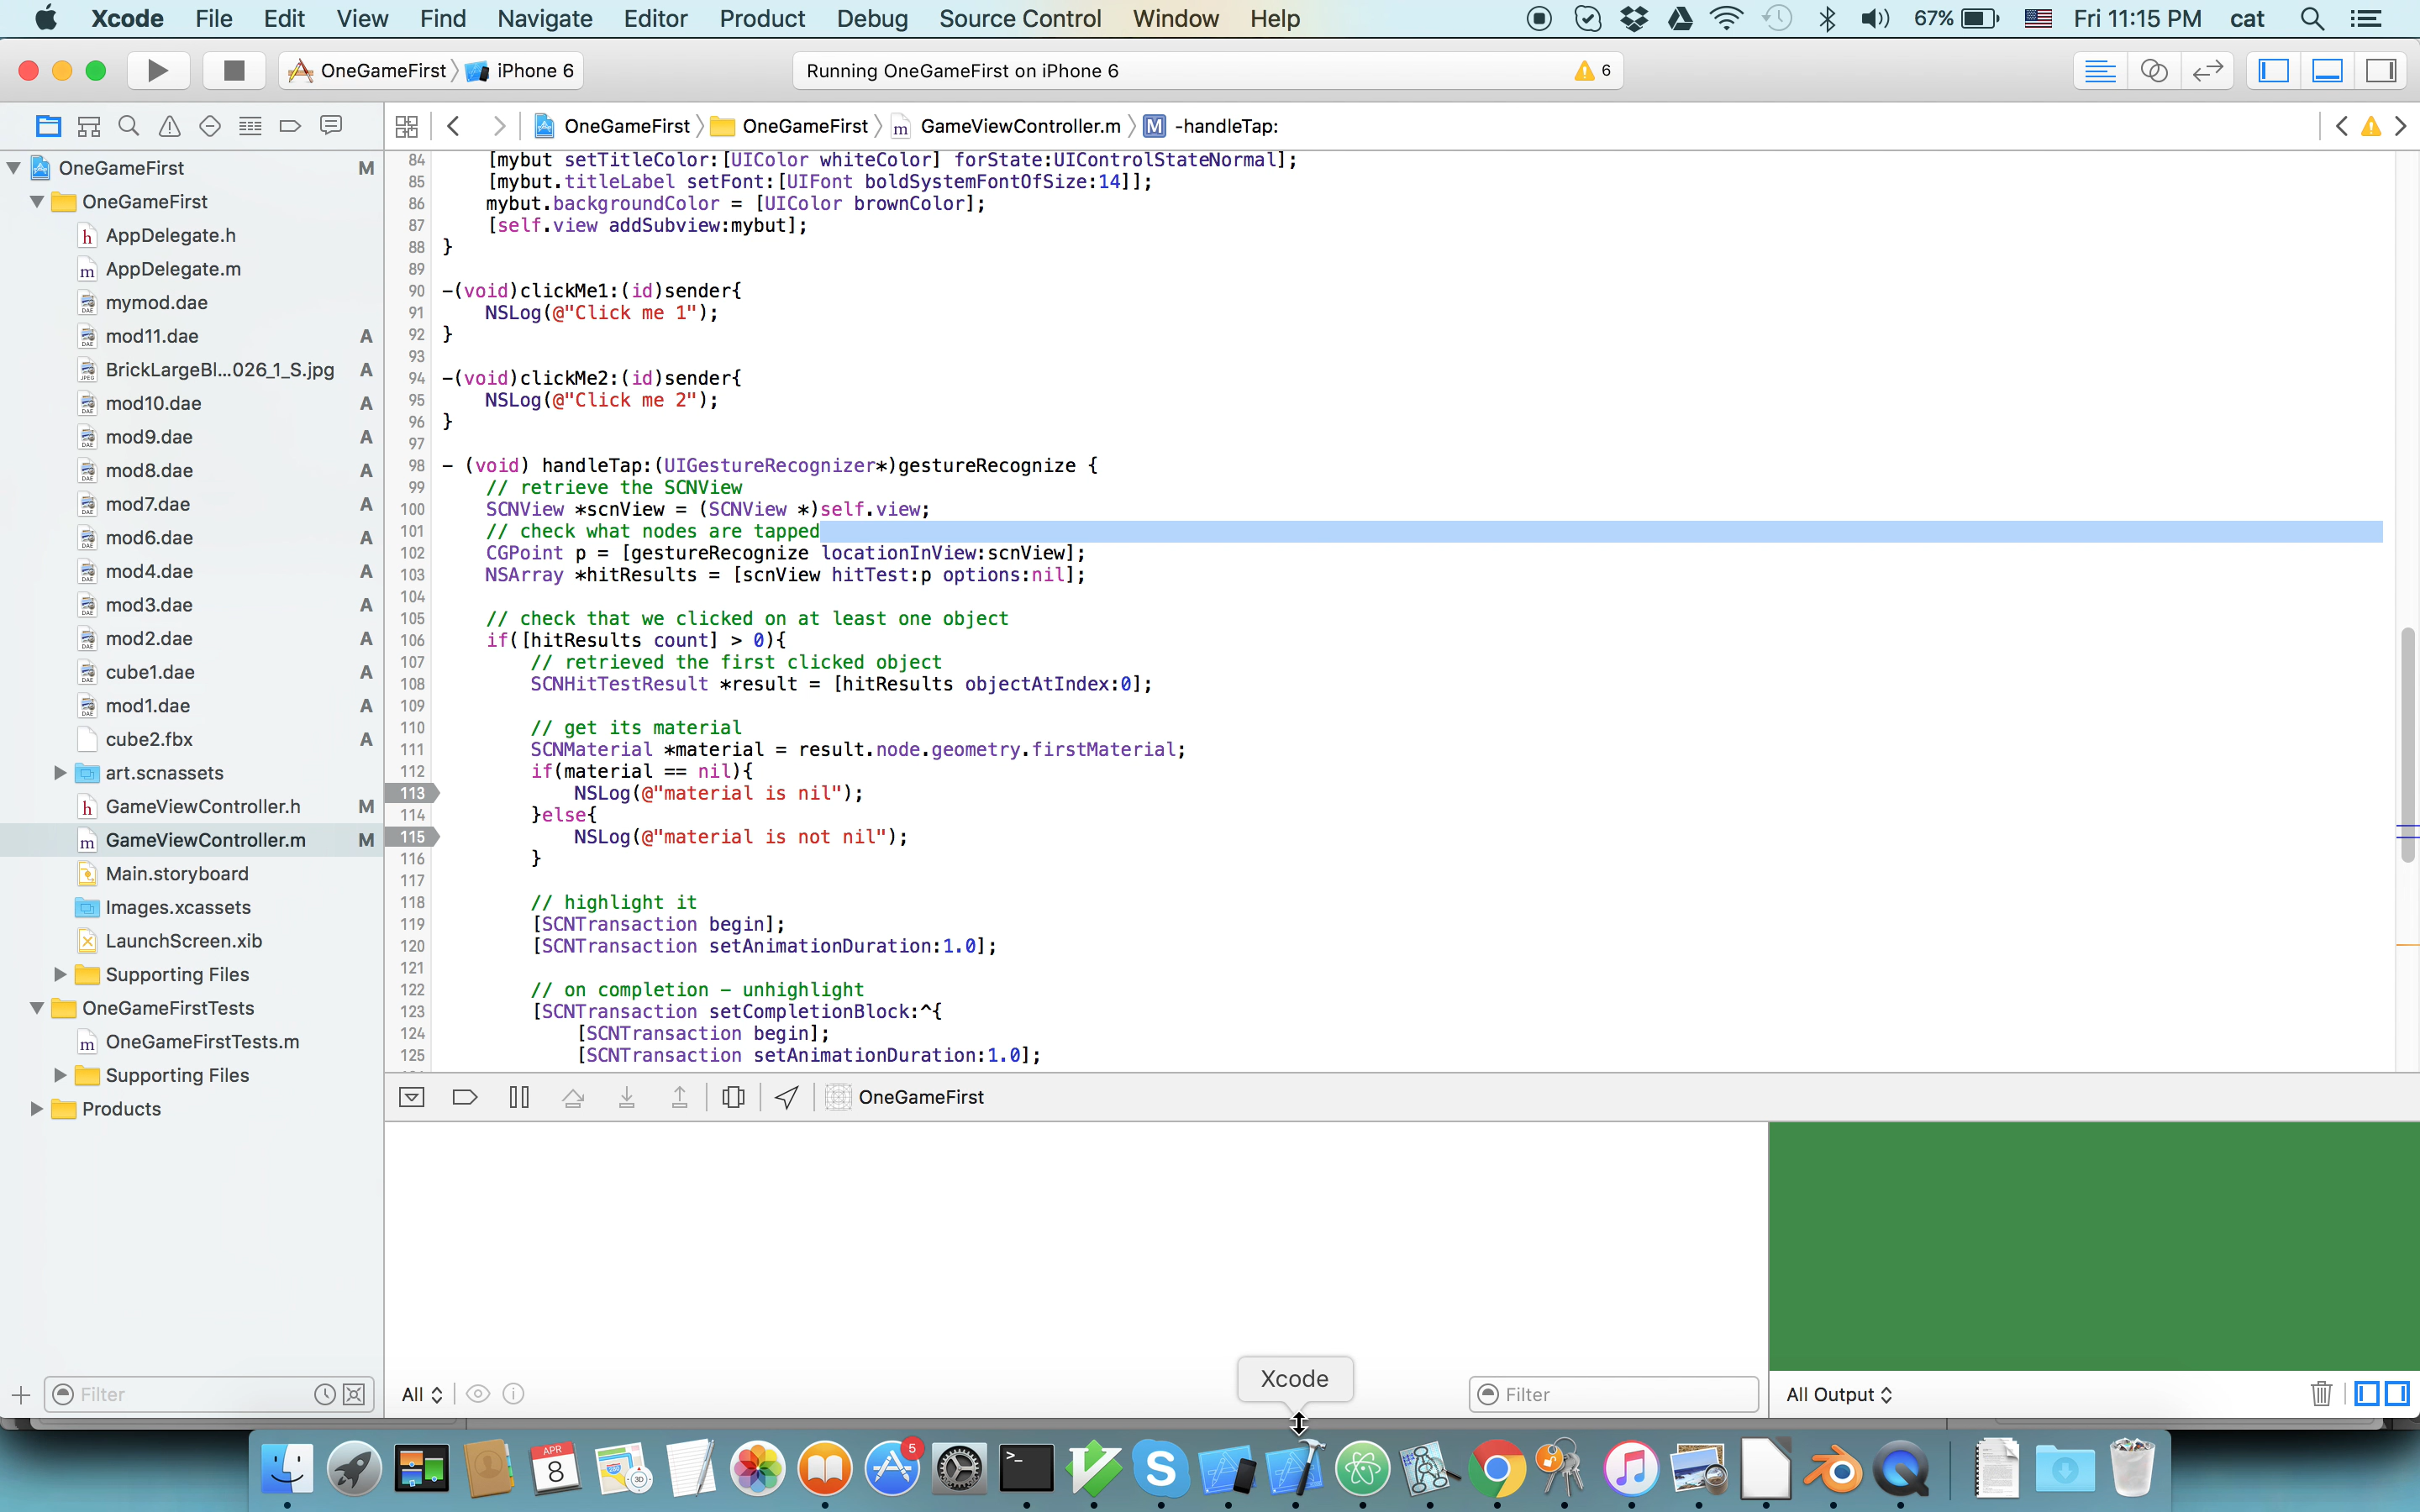 Xcode File Edit View Find Navigate Editor Product Debug Source Control Window Help 67% Fri 11:15 PM cat
OneGameFirst iPhone 6 Running OneGameFirst on iPhone 6 6
OneGameFirst OneGameFirst m GameViewController.m M -handleTap:
OneGameFirst M
OneGameFirst
h AppDelegate.h
m AppDelegate.m
mymod.dae
mod11.dae A
BrickLargeBl...026_1_S.jpg A
mod10.dae A
mod9.dae A
mod8.dae A
mod7.dae A
mod6.dae A
mod4.dae A
mod3.dae A
mod2.dae A
cube1.dae A
mod1.dae A
cube2.fbx A
art.scnassets
h GameViewController.h M
m GameViewController.m M
Main.storyboard
Images.xcassets
LaunchScreen.xib
Supporting Files
OneGameFirstTests
m OneGameFirstTests.m
Supporting Files
Products
Filter
84 [mybut setTitleColor:[UIColor whiteColor] forState:UIControlStateNormal];
85 [mybut.titleLabel setFont:[UIFont boldSystemFontOfSize:14]];
86 mybut.backgroundColor = [UIColor brownColor];
87 [self.view addSubview:mybut];
88 }
89
90 -(void)clickMe1:(id)sender{
91 NSLog(@"Click me 1");
92 }
93
94 -(void)clickMe2:(id)sender{
95 NSLog(@"Click me 2");
96 }
97
98 - (void) handleTap:(UIGestureRecognizer*)gestureRecognize {
99 // retrieve the SCNView
100 SCNView *scnView = (SCNView *)self.view;
101 // check what nodes are tapped
102 CGPoint p = [gestureRecognize locationInView:scnView];
103 NSArray *hitResults = [scnView hitTest:p options:nil];
104
105 // check that we clicked on at least one object
106 if([hitResults count] > 0){
107 // retrieved the first clicked object
108 SCNHitTestResult *result = [hitResults objectAtIndex:0];
109
110 // get its material
111 SCNMaterial *material = result.node.geometry.firstMaterial;
112 if(material == nil){
113 NSLog(@"material is nil");
114 }else{
115 NSLog(@"material is not nil");
116 }
117
118 // highlight it
119 [SCNTransaction begin];
120 [SCNTransaction setAnimationDuration:1.0];
121
122 // on completion - unhighlight
123 [SCNTransaction setCompletionBlock:^{
124 [SCNTransaction begin];
125 [SCNTransaction setAnimationDuration:1.0];
OneGameFirst
All Filter All Output
Xcode
APR
8
3D
5